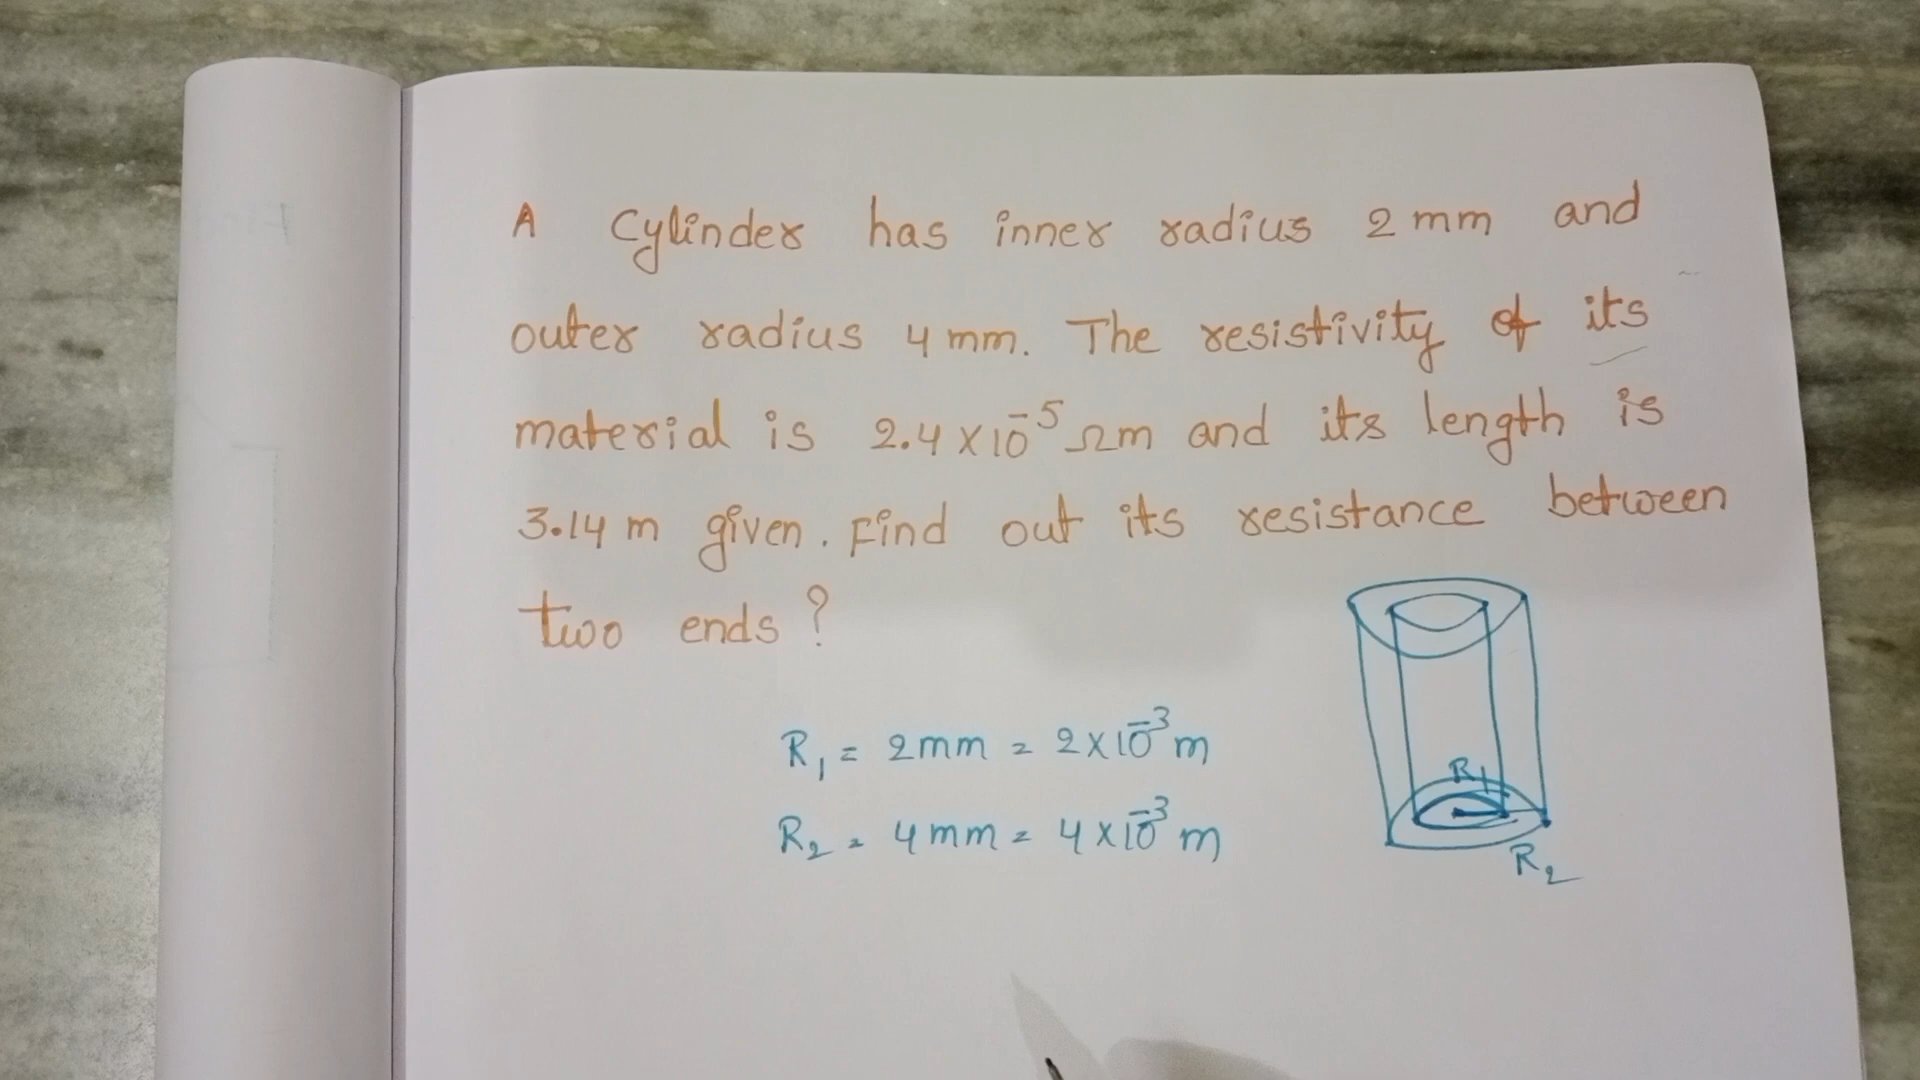 A Cylinder has inner radius 2 mm and
outer radius 4 mm. The resistivity of its
material is 2.4 × 10⁻⁵ Ωm and its length is
3.14 m given. Find out its resistance between
two ends ?
R₁ = 2mm = 2×10⁻³ m
R₂ = 4mm = 4×10⁻³ m
R₁
R₂